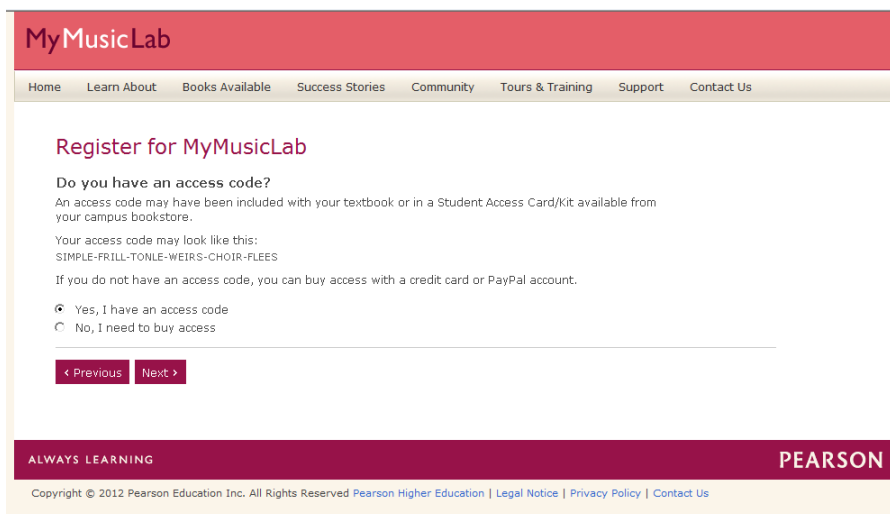 MyMusicLab
Home Learn About Books Available Success Stories Community Tours & Training Support Contact Us
Register for MyMusicLab
Do you have an access code?
An access code may have been included with your textbook or in a Student Access Card/Kit available from
your campus bookstore.
Your access code may look like this:
SIMPLE-FRILL-TONLE-WEIRS-CHOIR-FLEES
If you do not have an access code, you can buy access with a credit card or PayPal account.
Yes, I have an access code
No, I need to buy access
‹ Previous Next ›
ALWAYS LEARNING PEARSON
Copyright © 2012 Pearson Education Inc. All Rights Reserved Pearson Higher Education | Legal Notice | Privacy Policy | Contact Us